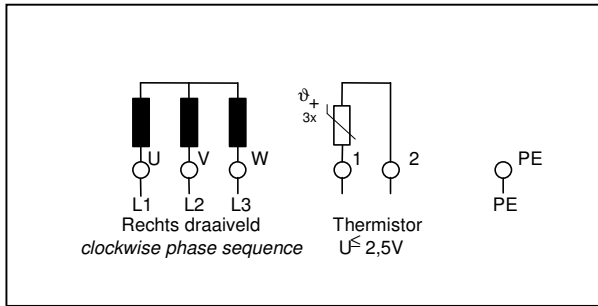 ϑ +
3x
U V W 1 2 PE
L1 L2 L3 PE
Rechts draaiveld Thermistor
clockwise phase sequence U≤ 2,5V